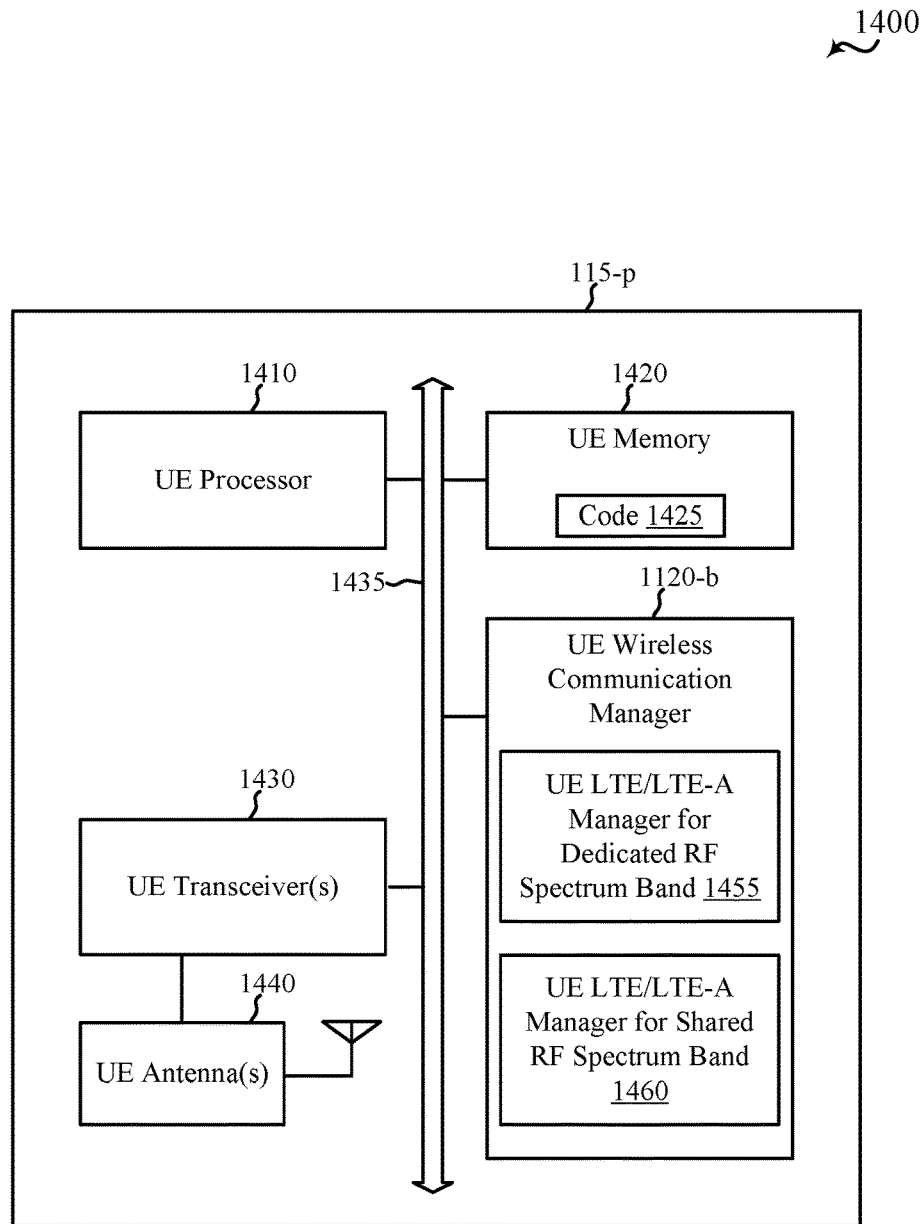 1400
115-p
1410
UE Processor
1420
UE Memory
Code 1425
1435
1120-b
UE Wireless
Communication
Manager
UE LTE/LTE-A
Manager for
Dedicated RF
Spectrum Band 1455
UE LTE/LTE-A
Manager for Shared
RF Spectrum Band
1460
1430
UE Transceiver(s)
1440
UE Antenna(s)